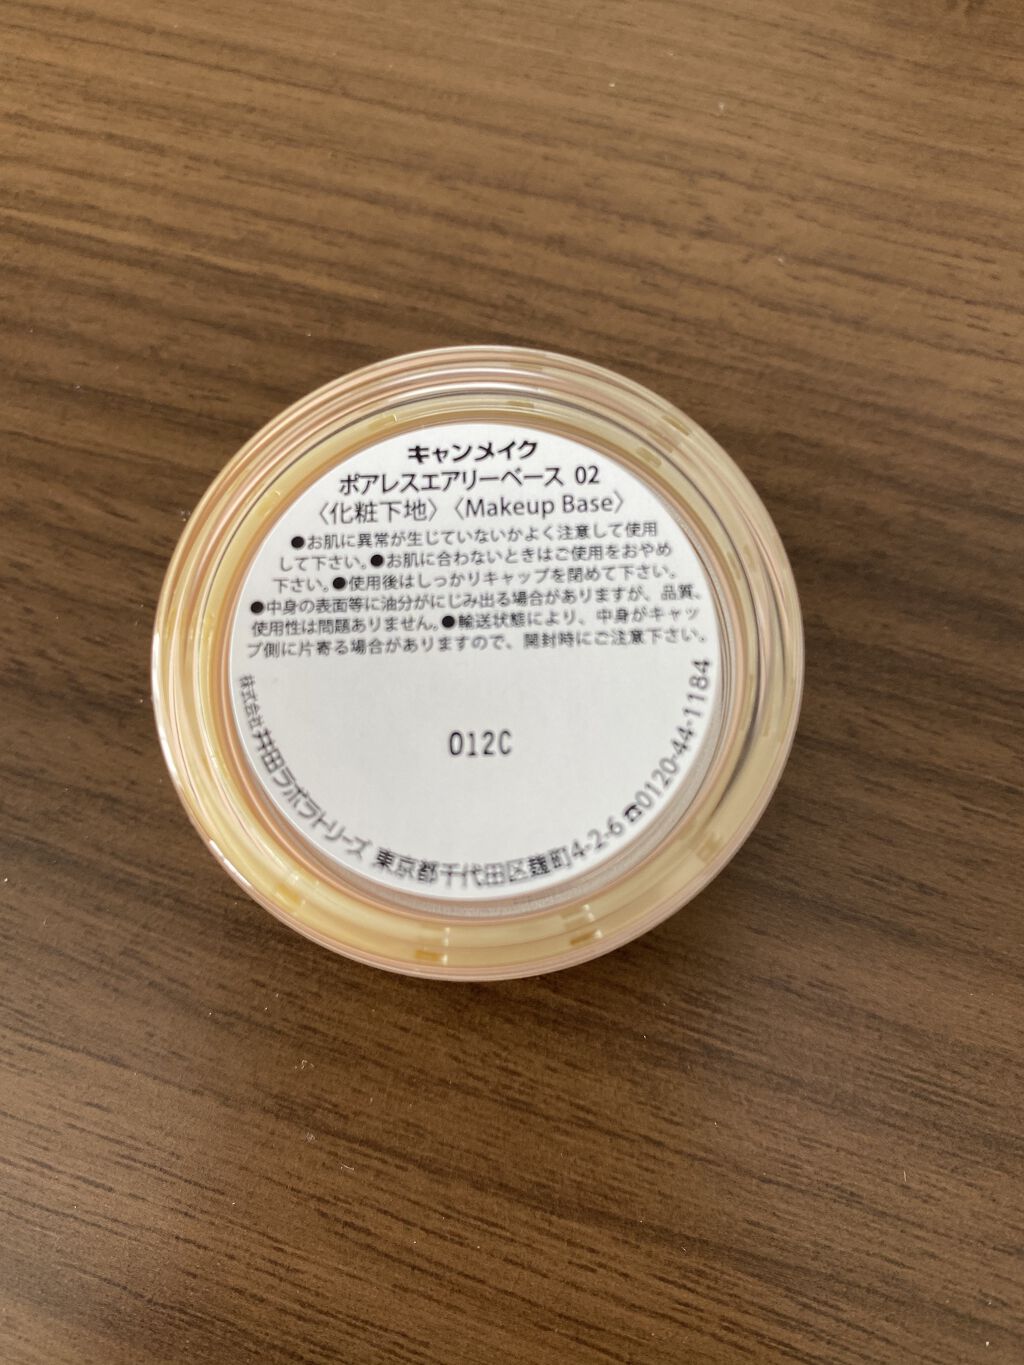 キャンメイク
ポアレスエアリーベース 02
〈化粧下地〉〈Makeup Base〉
●お肌に異常が生じていないかよく注意して使用
して下さい。●お肌に合わないときはご使用をおやめ
下さい。●使用後はしっかりキャップを閉めて下さい。
●中身の表面等に油分がにじみ出る場合がありますが、品質、
使用性は問題ありません。●輸送状態により、中身がキャッ
プ側に片寄る場合がありますので、開封時にご注意下さい。
012C
株式会社井田ラボラトリーズ 東京都千代田区麹町4-2-6 ☎0120-44-1184